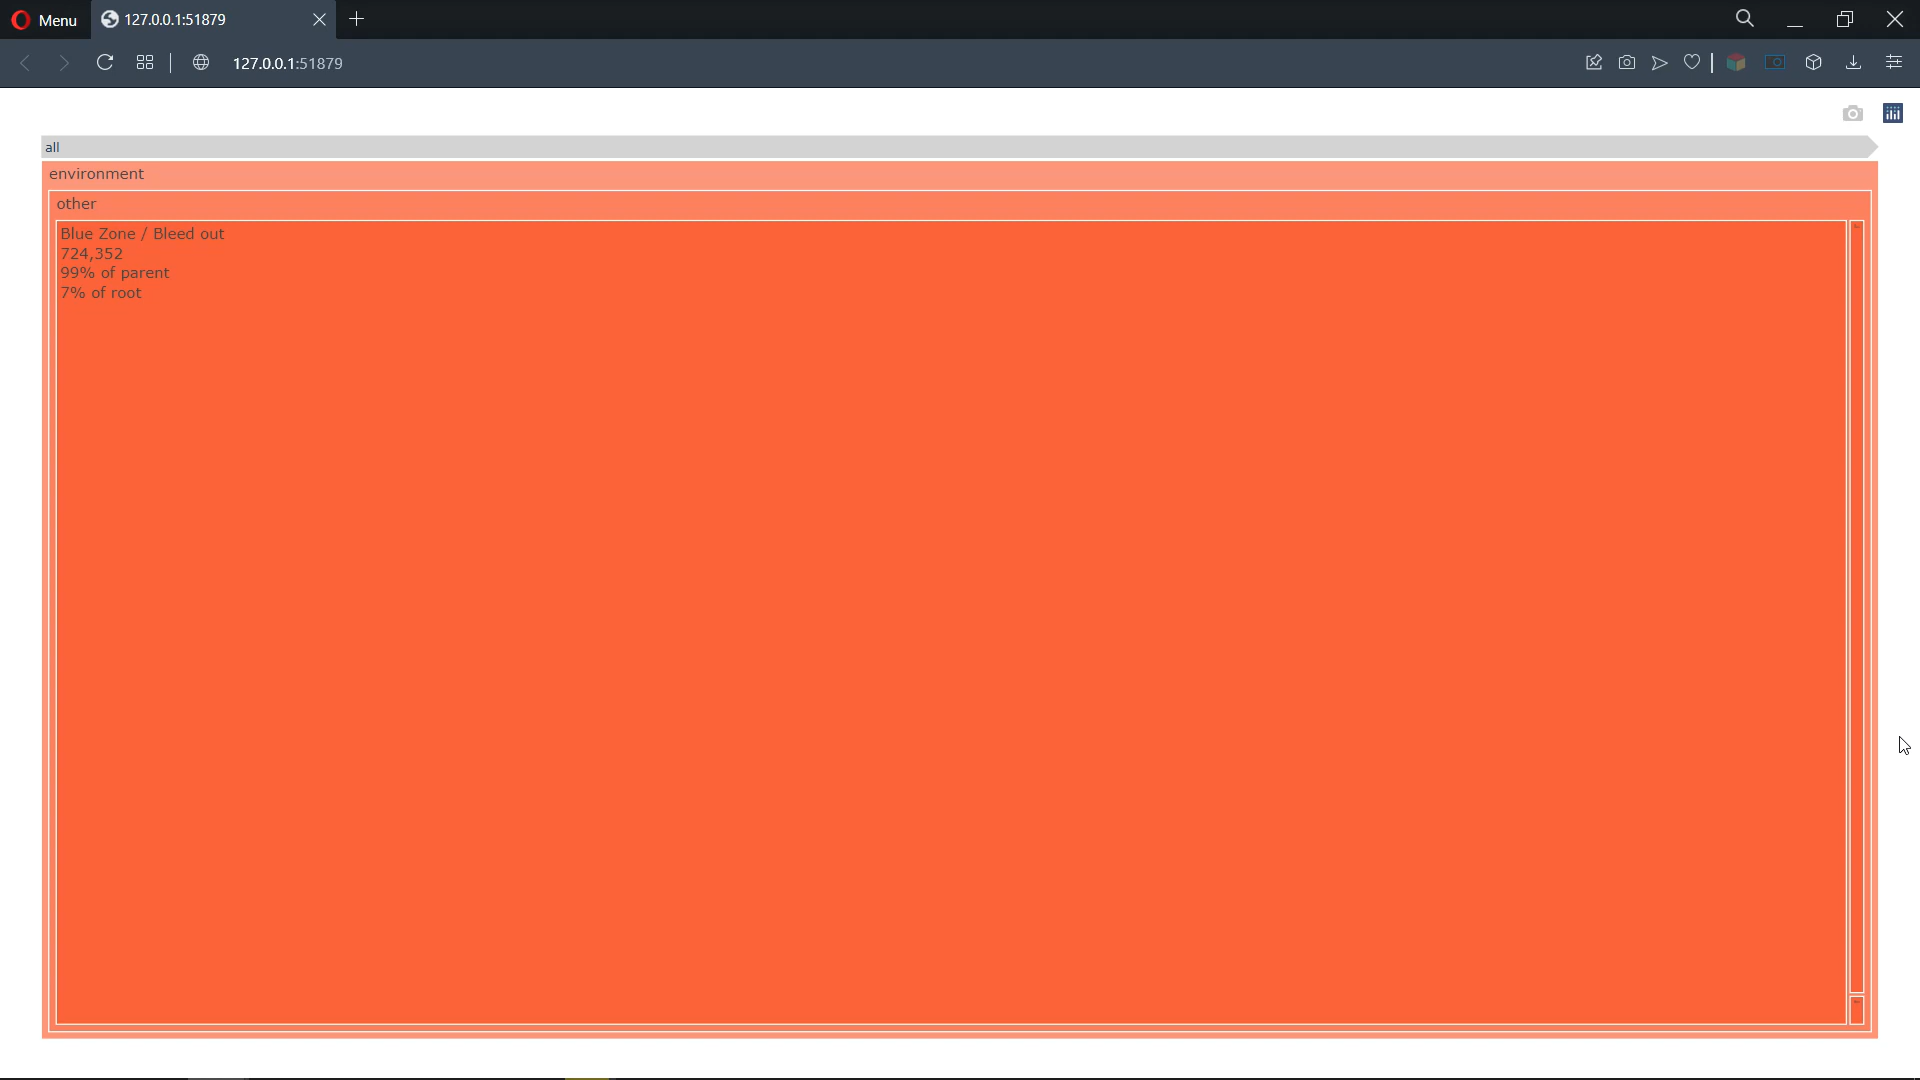 Menu
127.0.0.1:51879
127.0.0.1:51879
all
environment
other
Blue Zone / Bleed out
724,352
99% of parent
7% of root